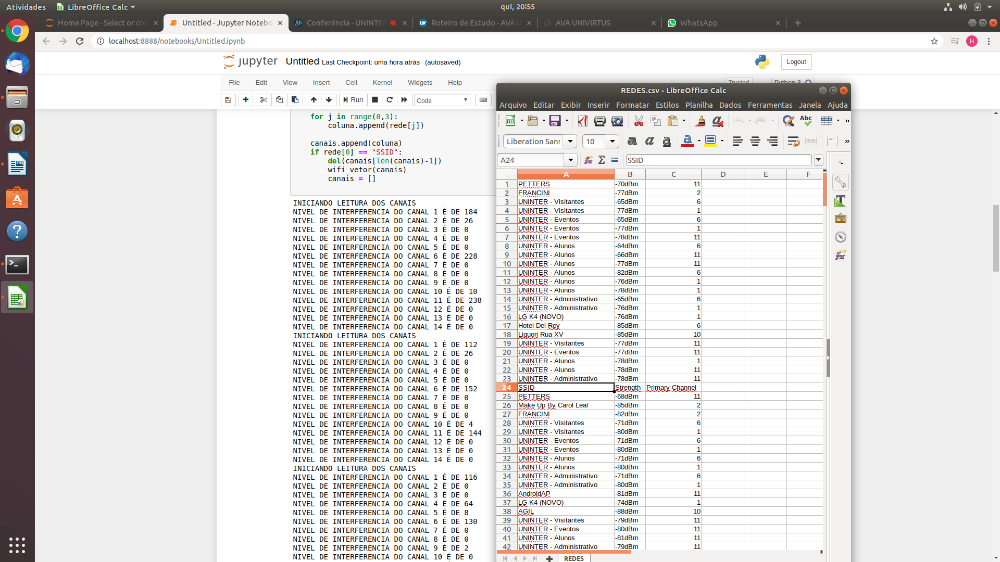 Atividades
LibreOffice Calc
qui, 20:55
Home Page - Select or cre
Untitled - Jupyter Notebo
Conferência - UNINTE
Roteiro de Estudo - AVA U
AVA UNIVIRTUS
WhatsApp
localhost:8888/notebooks/Untitled.ipynb
H
jupyter
Untitled Last Checkpoint: uma hora atrás (autosaved)
Logout
File Edit View Insert Cell Kernel Widgets Help
Trusted
Python 3
Run
Code
for j in range(0,3):
coluna.append(rede[j])
canais.append(coluna)
if rede[0] == "SSID":
del(canais[len(canais)-1])
wifi_vetor(canais)
canais = []
INICIANDO LEITURA DOS CANAIS
NIVEL DE INTERFERENCIA DO CANAL 1 É DE 184
NIVEL DE INTERFERENCIA DO CANAL 2 É DE 26
NIVEL DE INTERFERENCIA DO CANAL 3 É DE 0
NIVEL DE INTERFERENCIA DO CANAL 4 É DE 0
NIVEL DE INTERFERENCIA DO CANAL 5 É DE 0
NIVEL DE INTERFERENCIA DO CANAL 6 É DE 228
NIVEL DE INTERFERENCIA DO CANAL 7 É DE 0
NIVEL DE INTERFERENCIA DO CANAL 8 É DE 0
NIVEL DE INTERFERENCIA DO CANAL 9 É DE 0
NIVEL DE INTERFERENCIA DO CANAL 10 É DE 10
NIVEL DE INTERFERENCIA DO CANAL 11 É DE 238
NIVEL DE INTERFERENCIA DO CANAL 12 É DE 0
NIVEL DE INTERFERENCIA DO CANAL 13 É DE 0
NIVEL DE INTERFERENCIA DO CANAL 14 É DE 0
INICIANDO LEITURA DOS CANAIS
NIVEL DE INTERFERENCIA DO CANAL 1 É DE 112
NIVEL DE INTERFERENCIA DO CANAL 2 É DE 26
NIVEL DE INTERFERENCIA DO CANAL 3 É DE 0
NIVEL DE INTERFERENCIA DO CANAL 4 É DE 0
NIVEL DE INTERFERENCIA DO CANAL 5 É DE 0
NIVEL DE INTERFERENCIA DO CANAL 6 É DE 152
NIVEL DE INTERFERENCIA DO CANAL 7 É DE 0
NIVEL DE INTERFERENCIA DO CANAL 8 É DE 0
NIVEL DE INTERFERENCIA DO CANAL 9 É DE 0
NIVEL DE INTERFERENCIA DO CANAL 10 É DE 4
NIVEL DE INTERFERENCIA DO CANAL 11 É DE 144
NIVEL DE INTERFERENCIA DO CANAL 12 É DE 0
NIVEL DE INTERFERENCIA DO CANAL 13 É DE 0
NIVEL DE INTERFERENCIA DO CANAL 14 É DE 0
INICIANDO LEITURA DOS CANAIS
NIVEL DE INTERFERENCIA DO CANAL 1 É DE 116
NIVEL DE INTERFERENCIA DO CANAL 2 É DE 0
NIVEL DE INTERFERENCIA DO CANAL 3 É DE 0
NIVEL DE INTERFERENCIA DO CANAL 4 É DE 64
NIVEL DE INTERFERENCIA DO CANAL 5 É DE 8
NIVEL DE INTERFERENCIA DO CANAL 6 É DE 130
NIVEL DE INTERFERENCIA DO CANAL 7 É DE 0
NIVEL DE INTERFERENCIA DO CANAL 8 É DE 0
NIVEL DE INTERFERENCIA DO CANAL 9 É DE 2
NIVEL DE INTERFERENCIA DO CANAL 10 É DE 0
REDES.csv - LibreOffice Calc
Arquivo Editar Exibir Inserir Formatar Estilos Planilha Dados Ferramentas Janela Ajuda
Liberation Sans 10
A24 SSID
A B C D E F
1 PETTERS -70dBm 11
2 FRANCINI -77dBm 2
3 UNINTER - Visitantes -65dBm 6
4 UNINTER - Visitantes -77dBm 1
5 UNINTER - Eventos -65dBm 6
6 UNINTER - Eventos -77dBm 1
7 UNINTER - Eventos -78dBm 11
8 UNINTER - Alunos -64dBm 6
9 UNINTER - Alunos -66dBm 11
10 UNINTER - Alunos -77dBm 11
11 UNINTER - Alunos -82dBm 6
12 UNINTER - Alunos -76dBm 1
13 UNINTER - Alunos -78dBm 1
14 UNINTER - Administrativo -65dBm 6
15 UNINTER - Administrativo -76dBm 1
16 LG K4 (NOVO) -76dBm 1
17 Hotel Del Rey -85dBm 6
18 Liquori Rua XV -85dBm 10
19 UNINTER - Visitantes -77dBm 11
20 UNINTER - Eventos -77dBm 11
21 UNINTER - Alunos -78dBm 1
22 UNINTER - Alunos -78dBm 11
23 UNINTER - Administrativo -78dBm 11
24 SSID Strength Primary Channel
25 PETTERS -68dBm 11
26 Make Up By Carol Leal -85dBm 2
27 FRANCINI -82dBm 2
28 UNINTER - Visitantes -71dBm 6
29 UNINTER - Visitantes -80dBm 1
30 UNINTER - Eventos -71dBm 6
31 UNINTER - Eventos -80dBm 1
32 UNINTER - Alunos -71dBm 6
33 UNINTER - Alunos -80dBm 1
34 UNINTER - Administrativo -71dBm 6
35 UNINTER - Administrativo -80dBm 1
36 AndroidAP -81dBm 11
37 LG K4 (NOVO) -74dBm 1
38 AGIL -88dBm 10
39 UNINTER - Visitantes -79dBm 11
40 UNINTER - Eventos -80dBm 11
41 UNINTER - Alunos -81dBm 11
42 UNINTER - Administrativo -79dBm 11
REDES